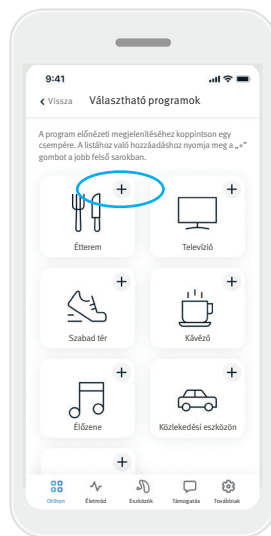 9:41
Vissza Választható programok
A program előnézeti megjelenítéséhez koppintson egy
csempére. A listához való hozzáadáshoz nyomja meg a „+"
gombot a jobb felső sarokban.
+ +
Étterem Televízió
+ +
Szabad tér Kávézó
+ +
Élőzene Közlekedési eszközön
+
Otthon Életmód Eszközök Támogatás Továbbiak